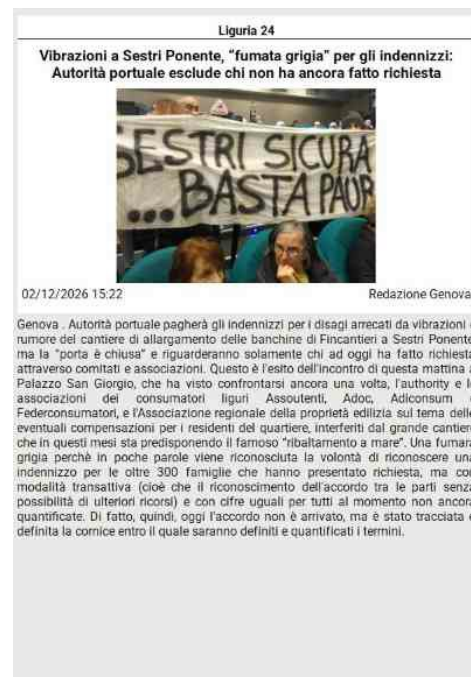 Liguria 24
Vibrazioni a Sestri Ponente, “fumata grigia” per gli indennizzi:
Autorità portuale esclude chi non ha ancora fatto richiesta
SESTRI SICURA
...BASTA PAUR
02/12/2026 15:22 Redazione Genova
Genova . Autorità portuale pagherà gli indennizzi per i disagi arrecati da vibrazioni
rumore del cantiere di allargamento delle banchine di Fincantieri a Sestri Ponente
ma la “porta è chiusa” e riguarderanno solamente chi ad oggi ha fatto richiesta
attraverso comitati e associazioni. Questo è l'esito dell'incontro di questa mattina
Palazzo San Giorgio, che ha visto confrontarsi ancora una volta, l'authority e
associazioni dei consumatori liguri Assoutenti, Adoc, Adiconsum
Federconsumatori, e l'Associazione regionale della proprietà edilizia sul tema delle
eventuali compensazioni per i residenti del quartiere, interferiti dal grande cantiere
che in questi mesi sta predisponendo il famoso “ribaltamento a mare”. Una fumara
grigia perchè in poche parole viene riconosciuta la volontà di riconoscere una
indennizzo per le oltre 300 famiglie che hanno presentato richiesta, ma con
modalità transattiva (cioè che il riconoscimento dell'accordo tra le parti senza
possibilità di ulteriori ricorsi) e con cifre uguali per tutti al momento non ancora
quantificate. Di fatto, quindi, oggi l'accordo non è arrivato, ma è stato tracciata
definita la cornice entro il quale saranno definiti e quantificati i termini.